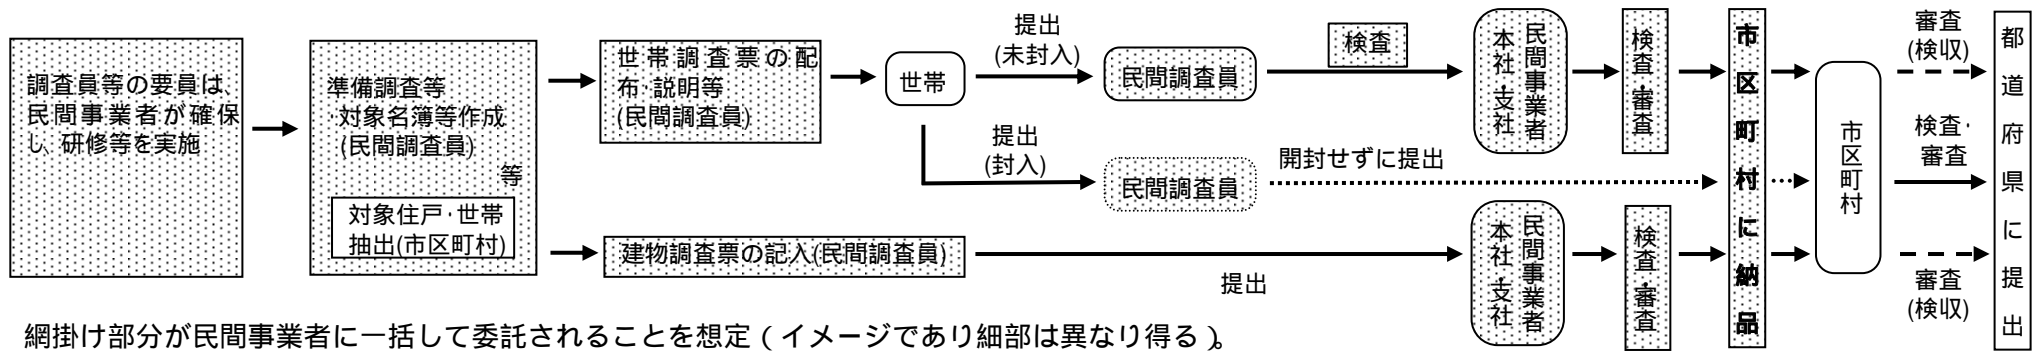 調査員等の要員は、
民間事業者が確保
し、研修等を実施
準備調査等
・対象名簿等作成
(民間調査員)
等
対象住戸・世帯
抽出(市区町村)
世帯調査票の配
布・説明等
(民間調査員)
世帯
提出
(未封入)
民間調査員
検査
民間事業者
本社・支社
検査・審査
提出
(封入)
民間調査員
開封せずに提出
建物調査票の記入(民間調査員)
提出
民間事業者
本社・支社
検査・審査
市区町村に納品
市区町村
審査
(検収)
検査・
審査
審査
(検収)
都道府県に提出
網掛け部分が民間事業者に一括して委託されることを想定(イメージであり細部は異なり得る)。